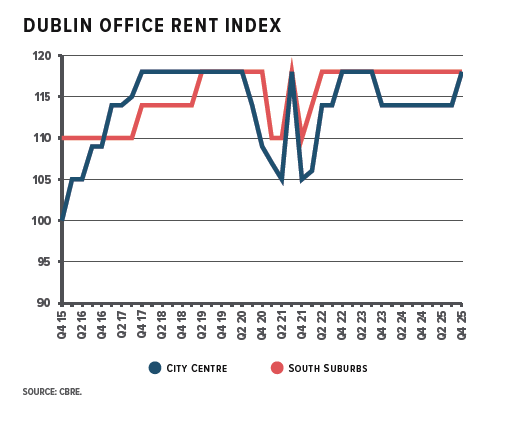 DUBLIN OFFICE RENT INDEX
120
115
110
105
100
95
90
Q4 15
Q2 16
Q4 16
Q2 17
Q4 17
Q2 18
Q4 18
Q2 19
Q4 19
Q2 20
Q4 20
Q2 21
Q4 21
Q2 22
Q4 22
Q2 23
Q4 23
Q2 24
Q4 24
Q2 25
Q4 25
CITY CENTRE
SOUTH SUBURBS
SOURCE: CBRE.